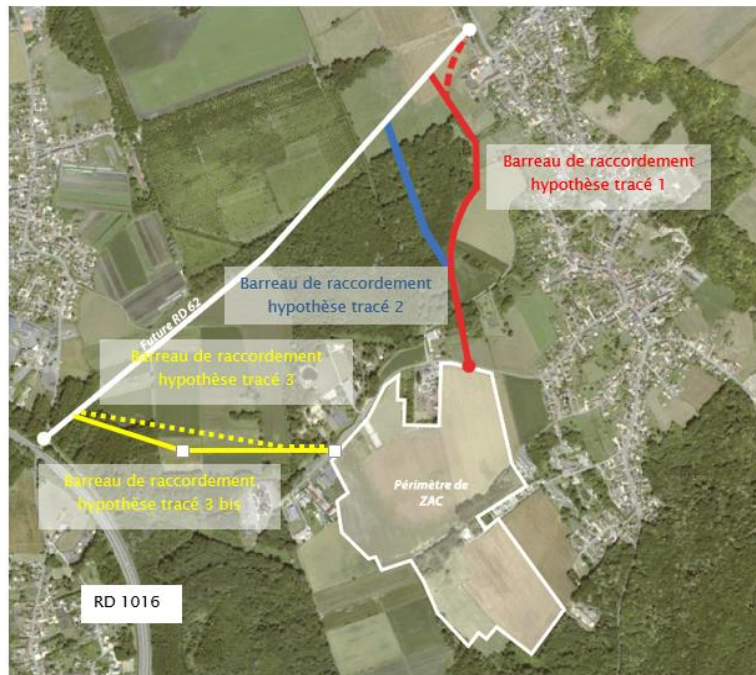 Barreau de raccordement
hypothèse tracé 1
Barreau de raccordement
hypothèse tracé 2
Future RD 62
Barreau de raccordement
hypothèse tracé 3
Barreau de raccordement
hypothèse tracé 3 bis
Périmètre de
ZAC
RD 1016